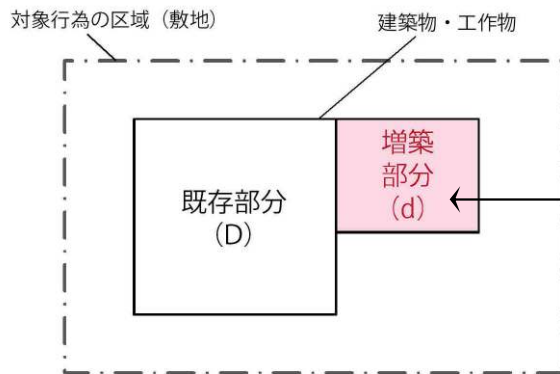 対象行為の区域（敷地）
建築物・工作物
既存部分
（D）
増築
部分
（d）